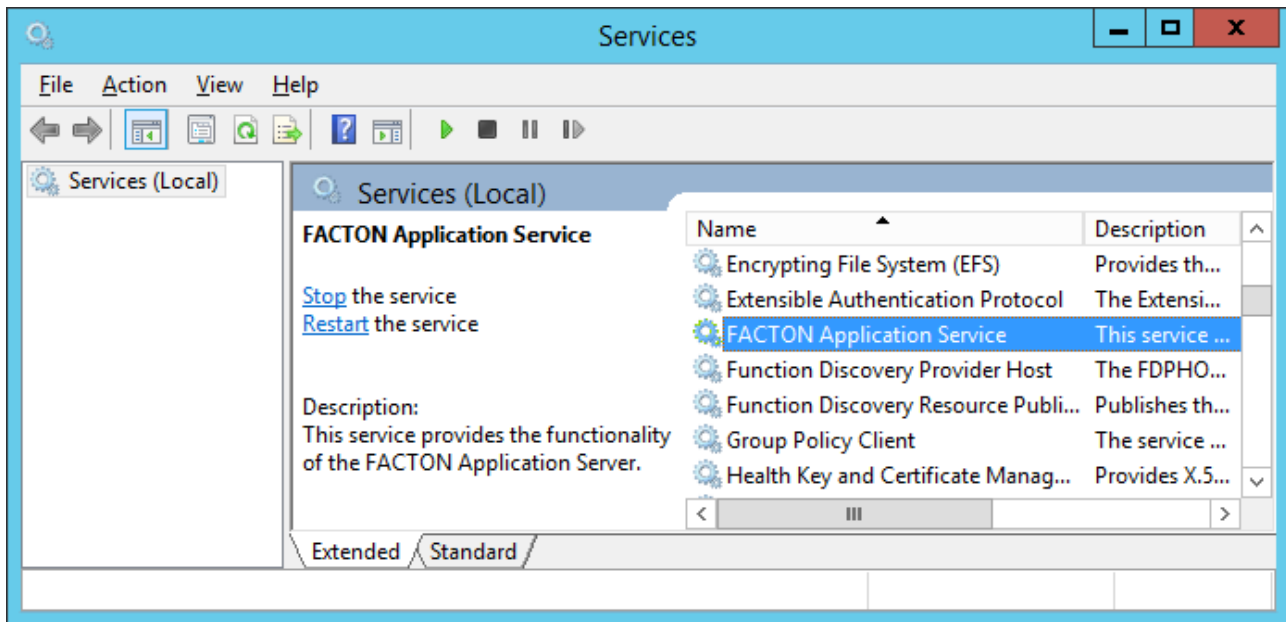 Services
File Action View Help
Services (Local)
Services (Local)
FACTON Application Service
Stop the service
Restart the service
Description:
This service provides the functionality
of the FACTON Application Server.
Name Description
Encrypting File System (EFS) Provides th...
Extensible Authentication Protocol The Extensi...
FACTON Application Service This service ...
Function Discovery Provider Host The FDPHO...
Function Discovery Resource Publi... Publishes th...
Group Policy Client The service ...
Health Key and Certificate Manag... Provides X.5...
Extended Standard